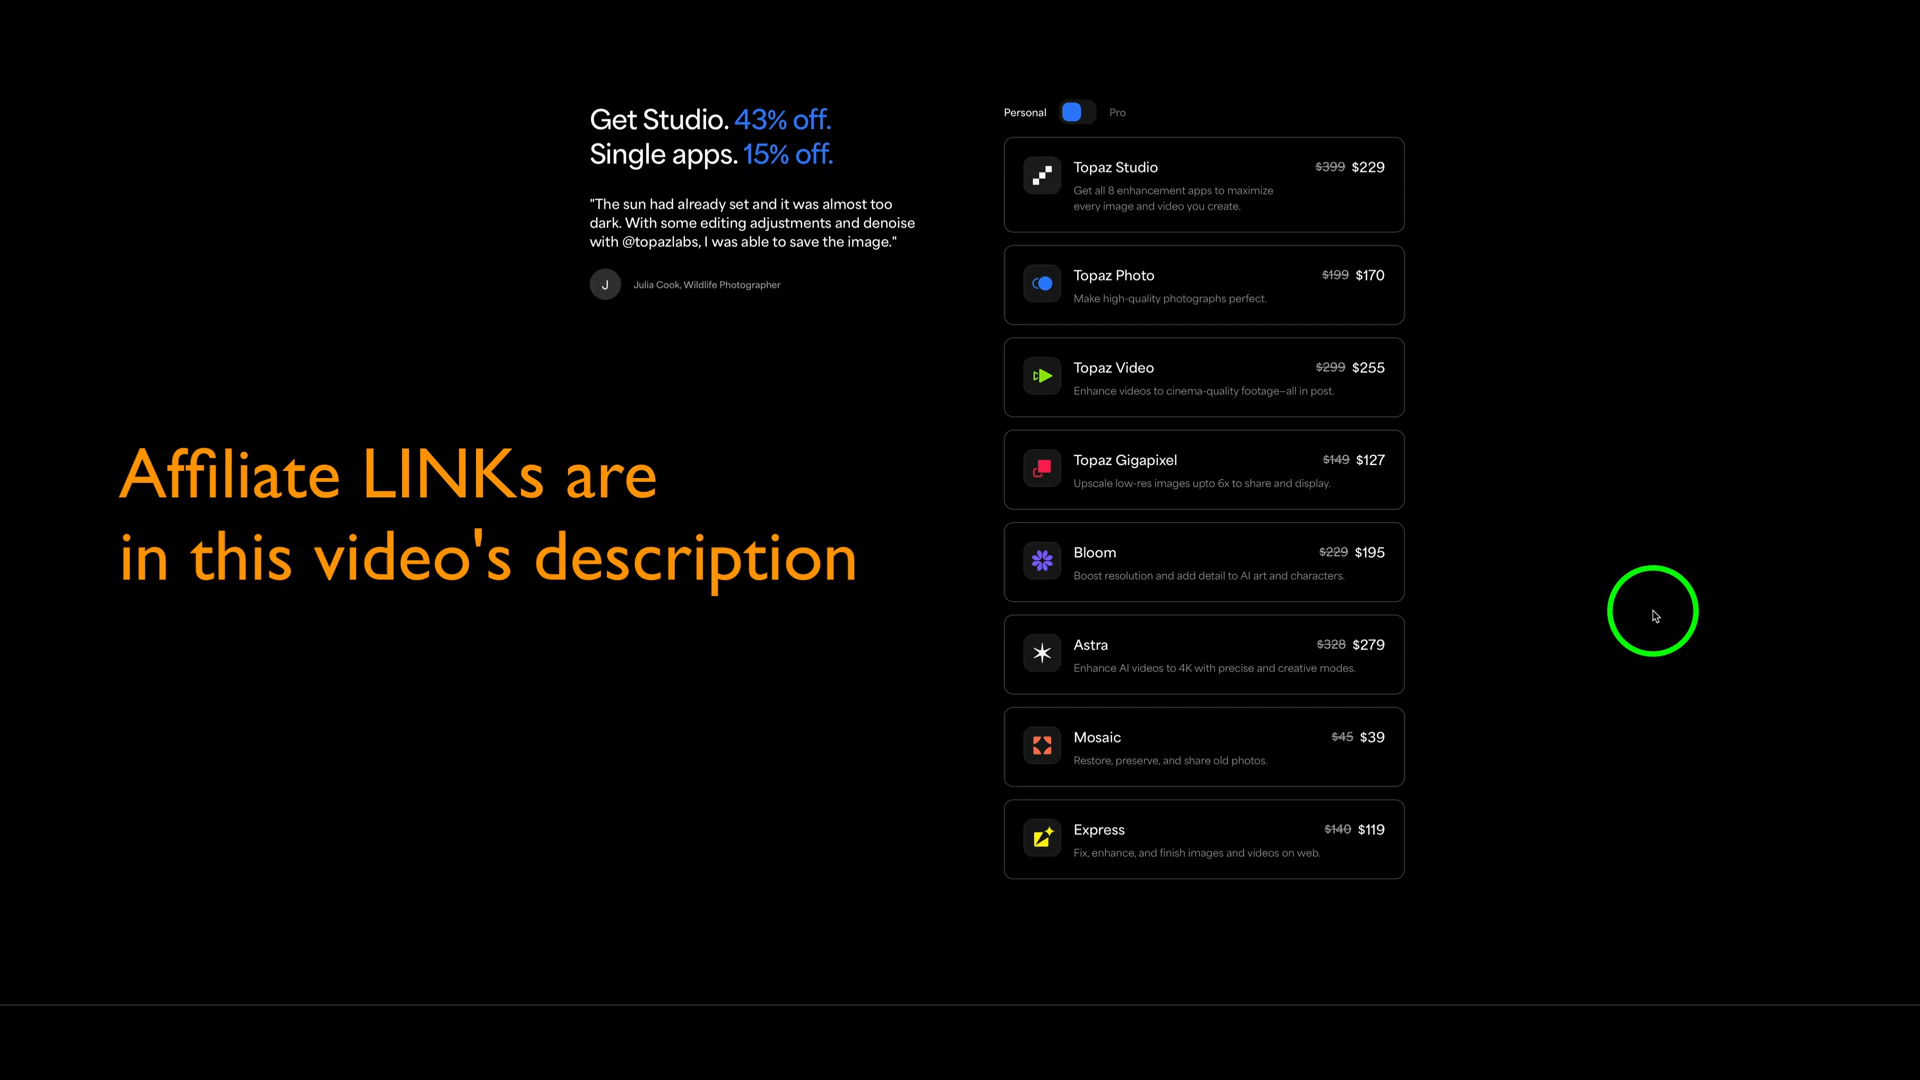 Get Studio. 43% off.
Single apps. 15% off.
"The sun had already set and it was almost too
dark. With some editing adjustments and denoise
with @topazlabs, I was able to save the image."
J
Julia Cook, Wildlife Photographer
Affiliate LINKs are
in this video's description
Personal Pro
Topaz Studio $399 $229
Get all 8 enhancement apps to maximize
every image and video you create.
Topaz Photo $199 $170
Make high-quality photographs perfect.
Topaz Video $299 $255
Enhance videos to cinema-quality footage—all in post.
Topaz Gigapixel $149 $127
Upscale low-res images upto 6x to share and display.
Bloom $229 $195
Boost resolution and add detail to AI art and characters.
Astra $328 $279
Enhance AI videos to 4K with precise and creative modes.
Mosaic $45 $39
Restore, preserve, and share old photos.
Express $140 $119
Fix, enhance, and finish images and videos on web.